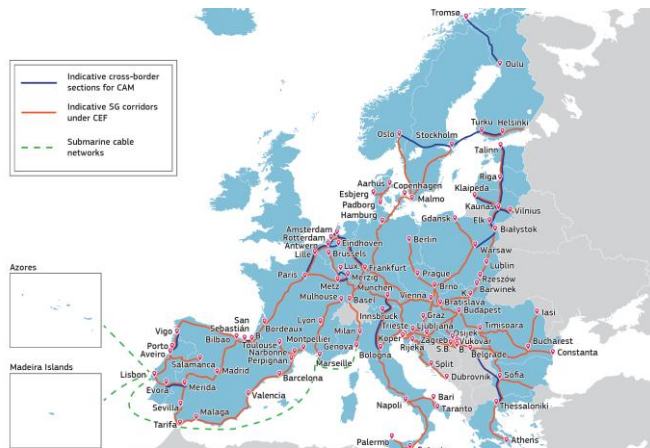 Indicative cross-border
sections for CAM
Indicative 5G corridors
under CEF
Submarine cable
networks
Azores
Madeira Islands
Tromsø
Oulu
Oslo
Stockholm
Turku
Helsinki
Talinn
Riga
Klaipeda
Kaunas
Vilnius
Elk
Białystok
Aarhus
Esbjerg
Padborg
Hamburg
Copenhagen
Malmo
Gdańsk
Amsterdam
Rotterdam
Antwerp
Lille
Eindhoven
Brussels
Berlin
Warsaw
Lublin
Rzeszów
Barwinek
K.
Lux.
Merzig
Frankfurt
Prague
Brno
Paris
Metz
Munchen
Vienna
Bratislava
Mulhouse
Basel
Budapest
Iasi
Innsbruck
Graz
Timisoara
San
Sebastián
Bilbao
B.
Bordeaux
Lyon
Milan
Trieste
Ljubljana
Osijek
Vukovar
Zagreb
Koper
Rijeka
S.B.
B.
Belgrade
Bucharest
Constanta
Vigo
Porto
Aveiro
Toulouse
Montpellier
Narbonne
Perpignan
Genova
Marseille
Bologna
Split
Dubrovnik
Sofia
Salamanca
Madrid
Barcelona
Lisbon
Evora
Merida
Valencia
Sevilla
Malaga
Tarifa
Napoli
Bari
Taranto
Thessaloniki
Palermo
Athens